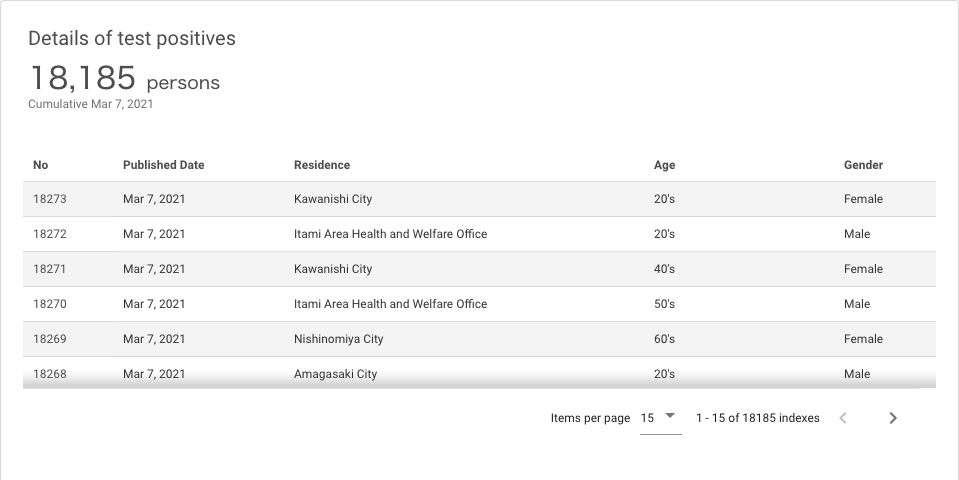 Details of test positives
18,185 persons
Cumulative Mar 7, 2021
No Published Date Residence Age Gender
18273 Mar 7, 2021 Kawanishi City 20's Female
18272 Mar 7, 2021 Itami Area Health and Welfare Office 20's Male
18271 Mar 7, 2021 Kawanishi City 40's Female
18270 Mar 7, 2021 Itami Area Health and Welfare Office 50's Male
18269 Mar 7, 2021 Nishinomiya City 60's Female
18268 Mar 7, 2021 Amagasaki City 20's Male
Items per page 15 1 - 15 of 18185 indexes